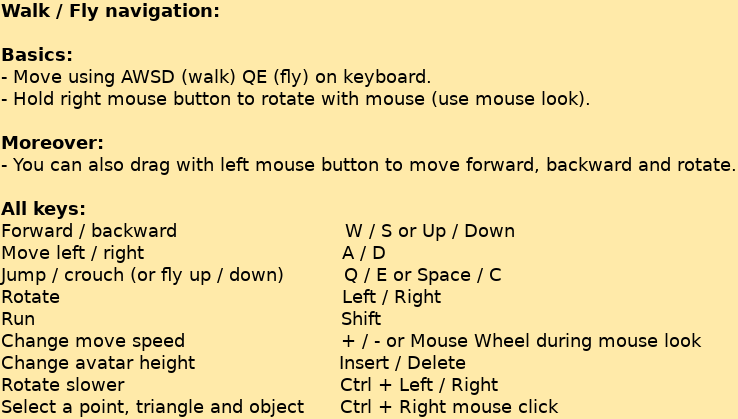 Walk / Fly navigation:
Basics:
- Move using AWSD (walk) QE (fly) on keyboard.
- Hold right mouse button to rotate with mouse (use mouse look).
Moreover:
- You can also drag with left mouse button to move forward, backward and rotate.
All keys:
Forward / backward W / S or Up / Down
Move left / right A / D
Jump / crouch (or fly up / down) Q / E or Space / C
Rotate Left / Right
Run Shift
Change move speed + / - or Mouse Wheel during mouse look
Change avatar height Insert / Delete
Rotate slower Ctrl + Left / Right
Select a point, triangle and object Ctrl + Right mouse click